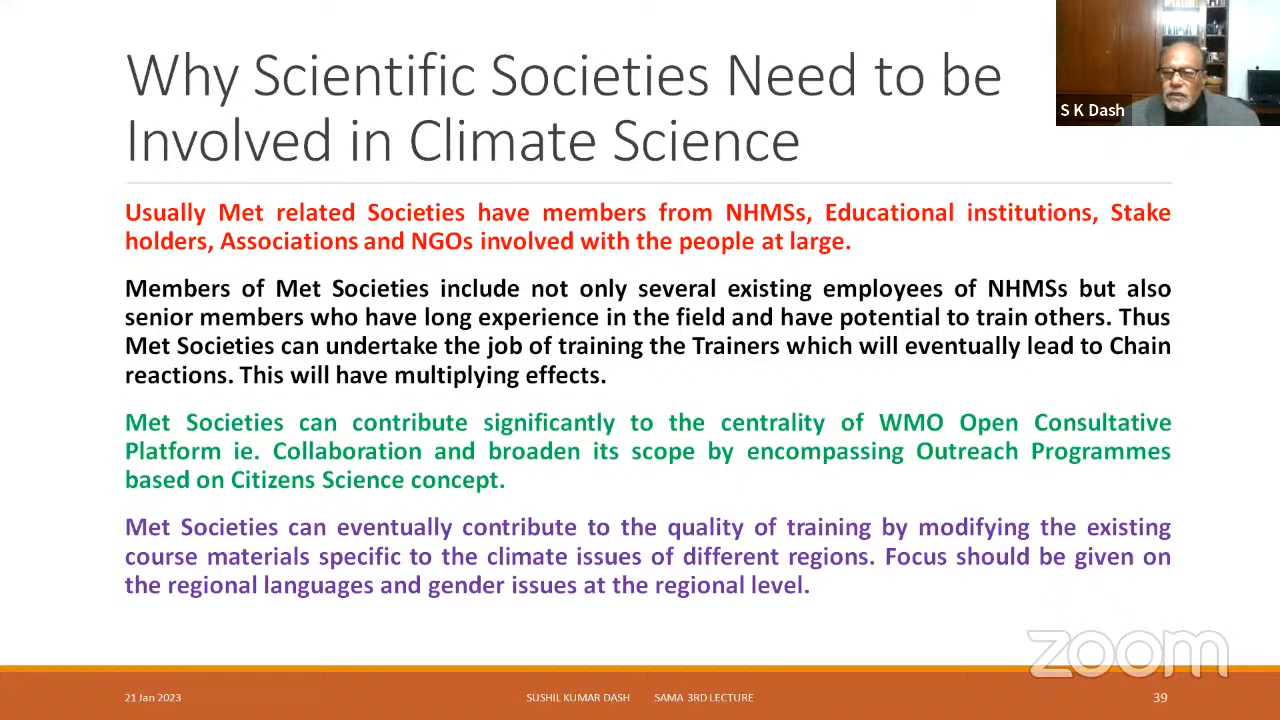 Why Scientific Societies Need to be
Involved in Climate Science
S K Dash
Usually Met related Societies have members from NHMSs, Educational institutions, Stake
holders, Associations and NGOs involved with the people at large.
Members of Met Societies include not only several existing employees of NHMSs but also
senior members who have long experience in the field and have potential to train others. Thus
Met Societies can undertake the job of training the Trainers which will eventually lead to Chain
reactions. This will have multiplying effects.
Met Societies can contribute significantly to the centrality of WMO Open Consultative
Platform ie. Collaboration and broaden its scope by encompassing Outreach Programmes
based on Citizens Science concept.
Met Societies can eventually contribute to the quality of training by modifying the existing
course materials specific to the climate issues of different regions. Focus should be given on
the regional languages and gender issues at the regional level.
zoom
21 Jan 2023
SUSHIL KUMAR DASH SAMA 3RD LECTURE
39